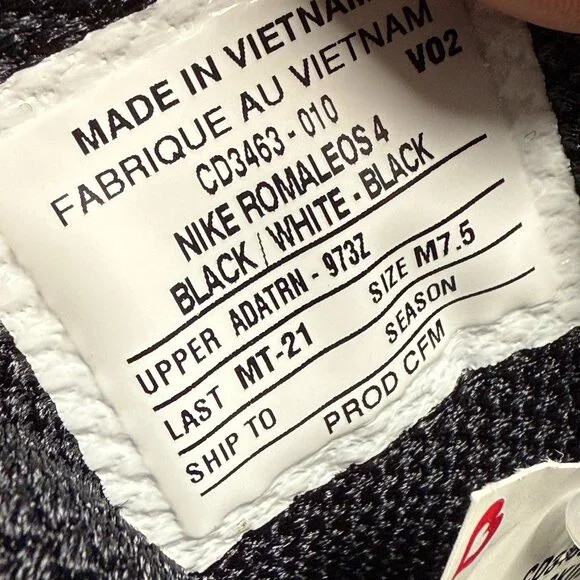 MADE IN VIETNAM
FABRIQUE AU VIETNAM
V02
CD3463-010
NIKE ROMALEOS 4
BLACK / WHITE - BLACK
UPPER ADATRN - 973Z
LAST MT-21 SIZE M7.5
SHIP TO SEASON
PROD CFM